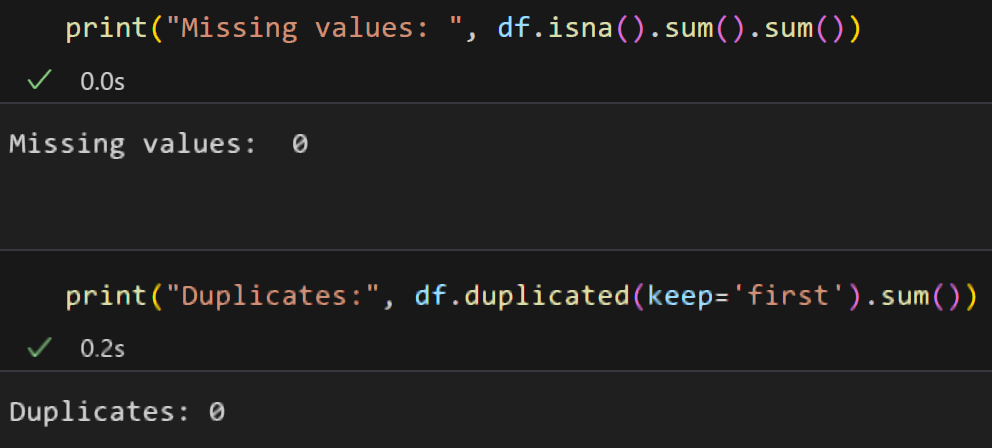 print("Missing values: ", df.isna().sum().sum())
0.0s
Missing values:  0
print("Duplicates:", df.duplicated(keep='first').sum())
0.2s
Duplicates: 0